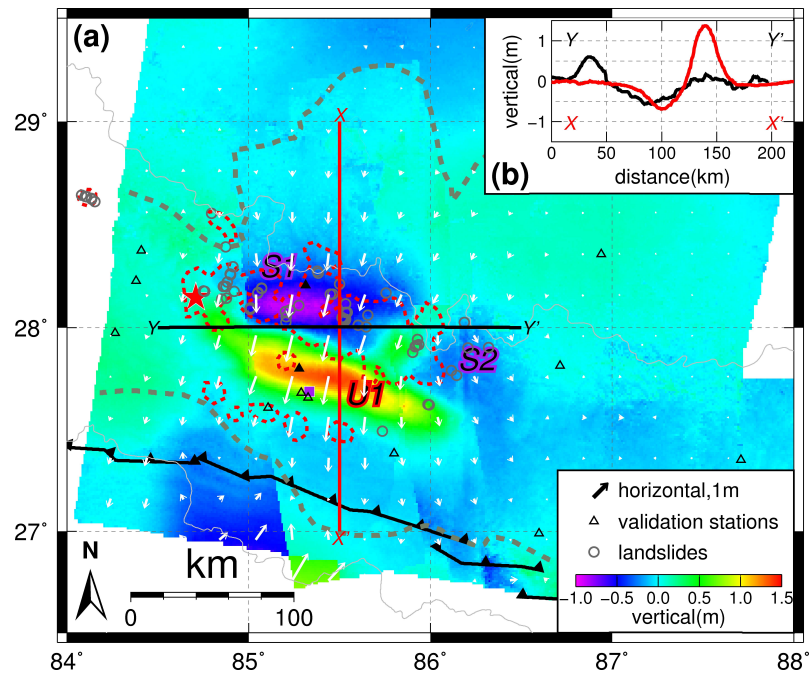 (a)
29°
28°
27°
84°
85°
86°
87°
88°
X
X'
Y
Y'
S1
S2
U1
N
km
0
100
(b)
vertical(m)
1
0
−1
Y
Y'
X
X'
0
50
100
150
200
distance(km)
horizontal,1m
validation stations
landslides
−1.0
−0.5
0.0
0.5
1.0
1.5
vertical(m)